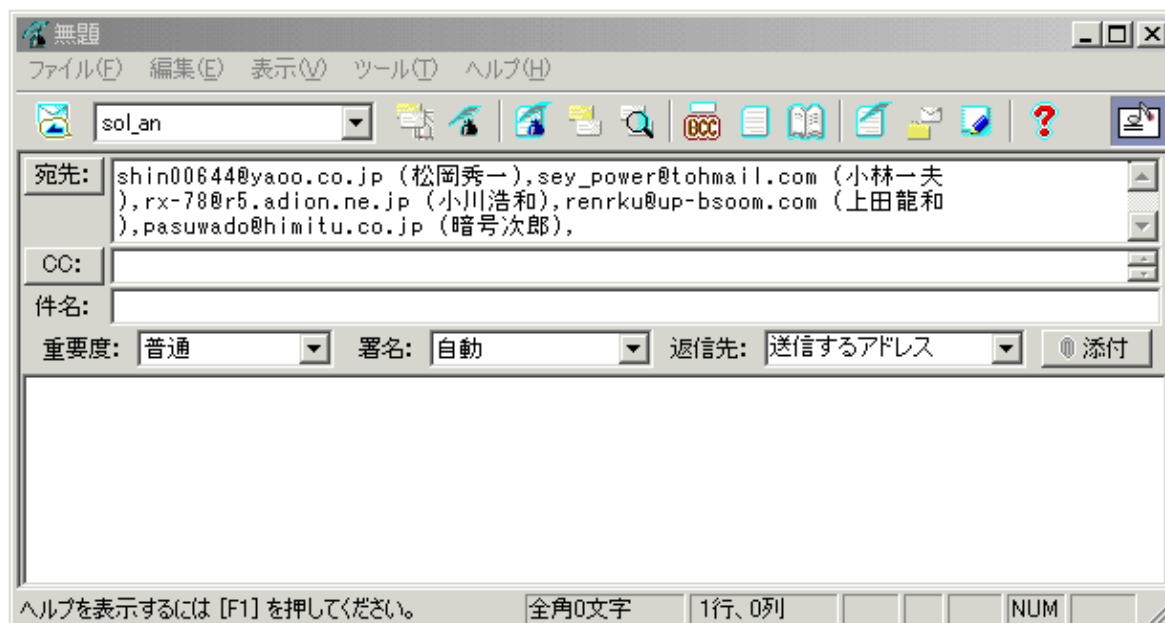 無題
ファイル(F) 編集(E) 表示(V) ツール(T) ヘルプ(H)
sol_an BCC ?
宛先: shin00644@yaoo.co.jp (松岡秀一),sey_power@tohmail.com (小林一夫
),rx-78@r5.adion.ne.jp (小川浩和),renrku@up-bsoom.com (上田龍和
),pasuwado@himitu.co.jp (暗号次郎),
CC:
件名:
重要度: 普通 署名: 自動 返信先: 送信するアドレス 添付
ヘルプを表示するには [F1] を押してください。 全角0文字 1行、0列 NUM